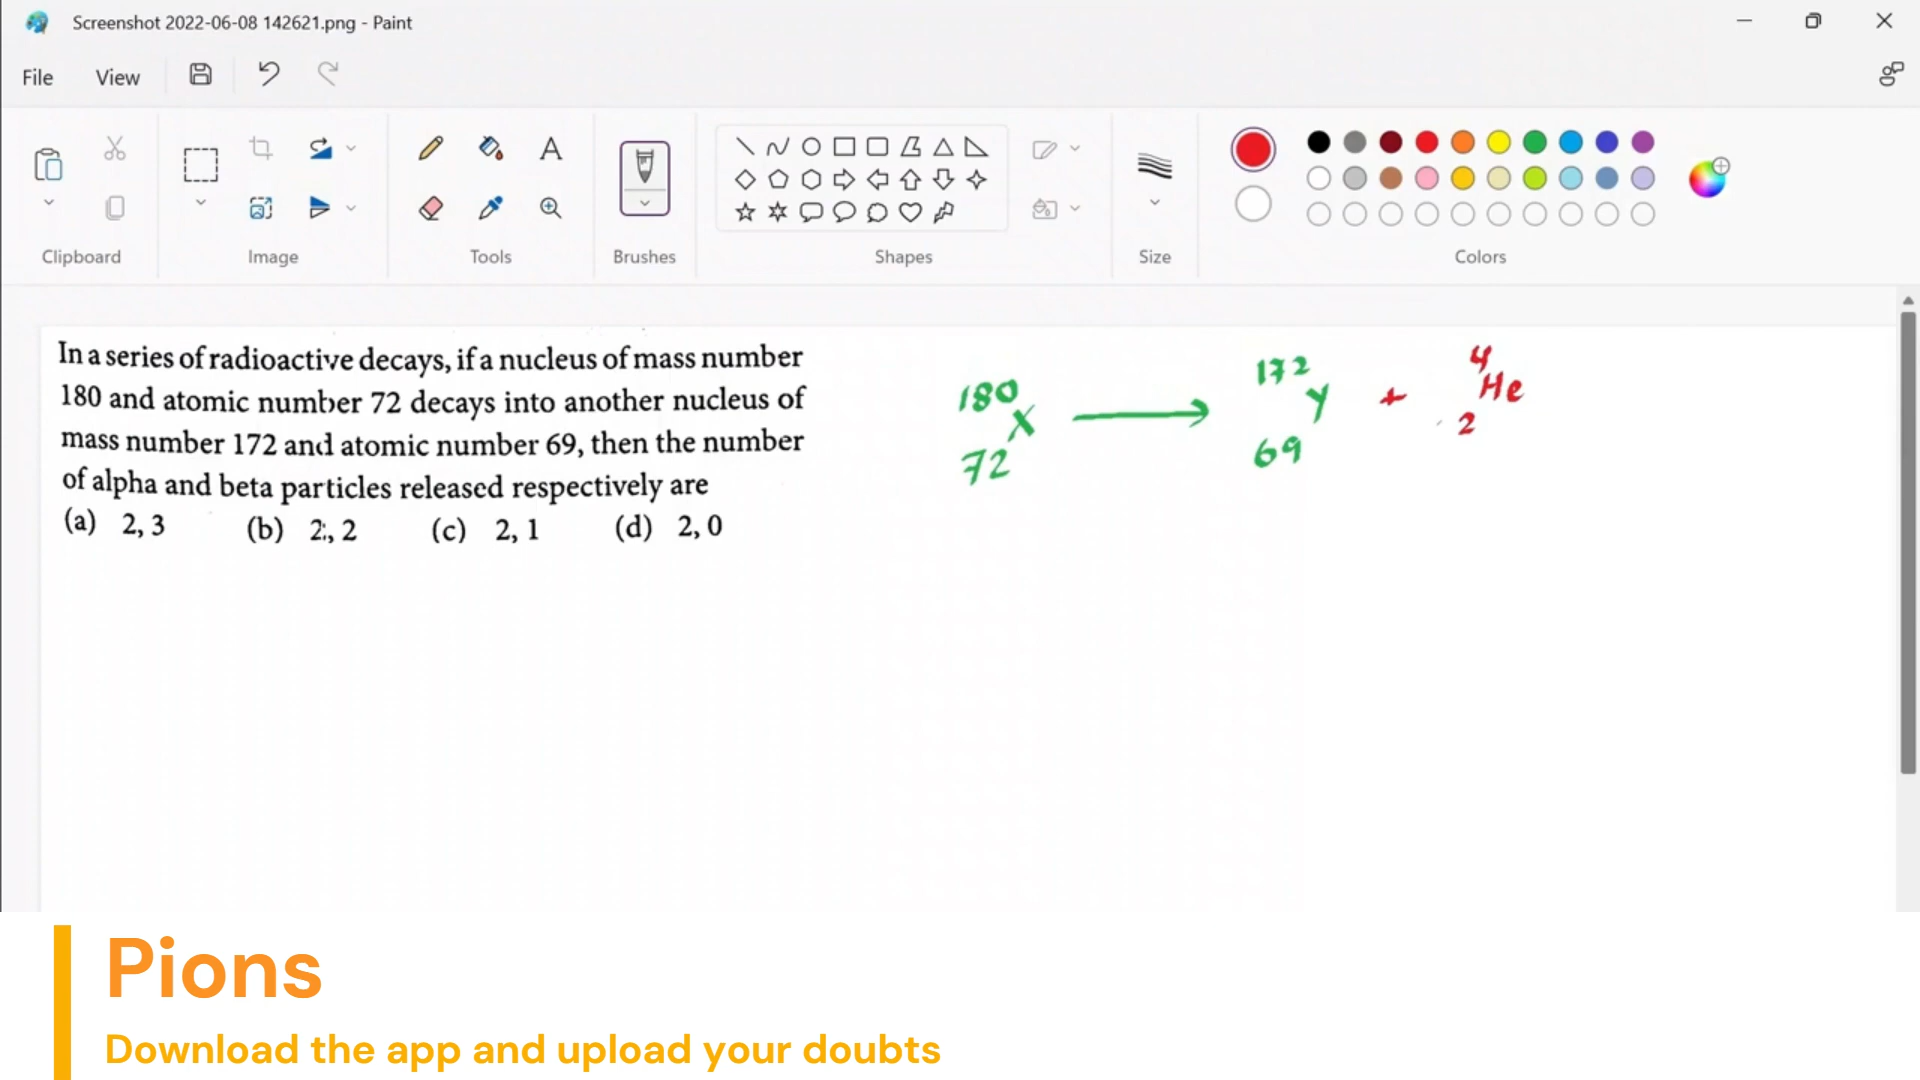 Screenshot 2022-06-08 142621.png - Paint
File View
Clipboard Image Tools Brushes Shapes Size Colors
In a series of radioactive decays, if a nucleus of mass number
180 and atomic number 72 decays into another nucleus of
mass number 172 and atomic number 69, then the number
of alpha and beta particles released respectively are
(a) 2, 3 (b) 2, 2 (c) 2, 1 (d) 2, 0
180 172 4
X → Y + He
72 69 2
Pions
Download the app and upload your doubts